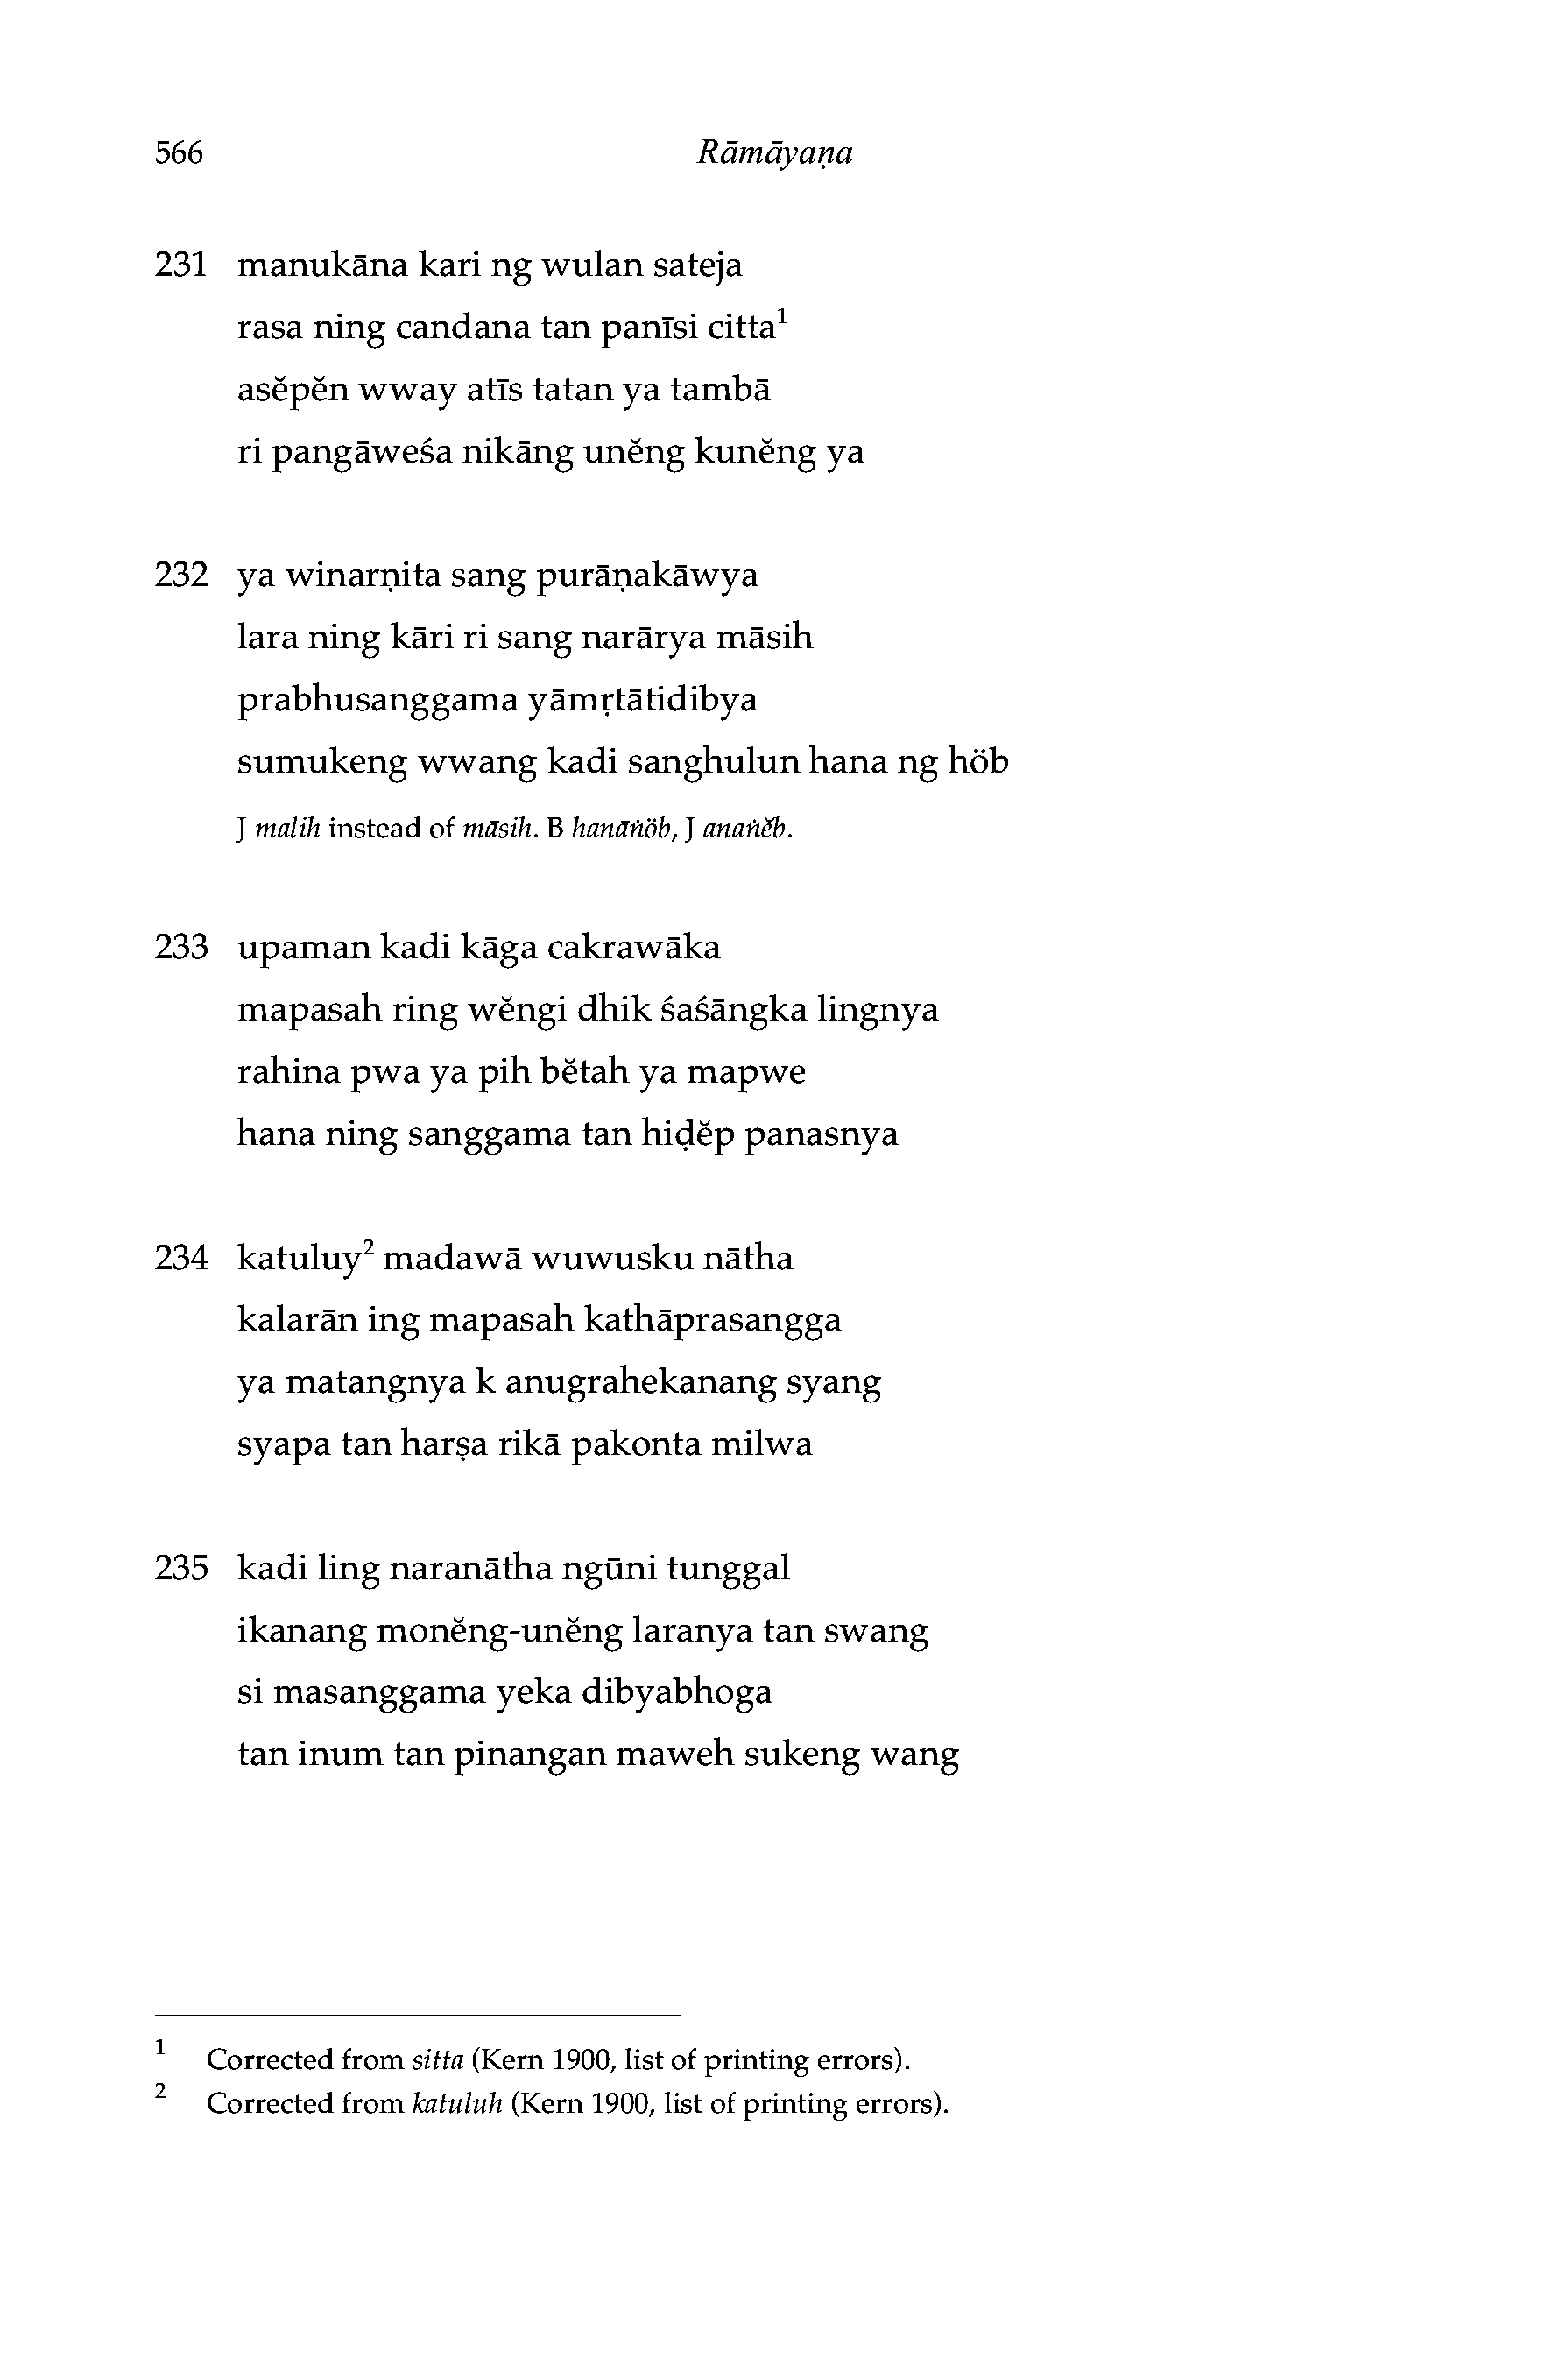 566 Rāmāyaṇa
231 manukāna kari ng wulan sateja
rasa ning candana tan panīsi citta¹
asĕpĕn wway atīs tatan ya tambā
ri pangāweśa nikāng unĕng kunĕng ya
232 ya winarṇita sang purāṇakāwya
lara ning kāri ri sang narārya māsih
prabhusanggama yāmṛtātidibya
sumukeng wwang kadi sanghulun hana ng höb
J malih instead of māsih. B hanāṅöb, J anaṅĕb.
233 upaman kadi kāga cakrawāka
mapasah ring wĕngi dhik śaśāngka lingnya
rahina pwa ya pih bĕtah ya mapwe
hana ning sanggama tan hiḍĕp panasnya
234 katuluy² madawā wuwusku nātha
kalarān ing mapasah kathāprasangga
ya matangnya k anugrahekanang syang
syapa tan harṣa rikā pakonta milwa
235 kadi ling naranātha ngūni tunggal
ikanang monĕng-unĕng laranya tan swang
si masanggama yeka dibyabhoga
tan inum tan pinangan maweh sukeng wang
1 Corrected from sitta (Kern 1900, list of printing errors).
2 Corrected from katuluh (Kern 1900, list of printing errors).